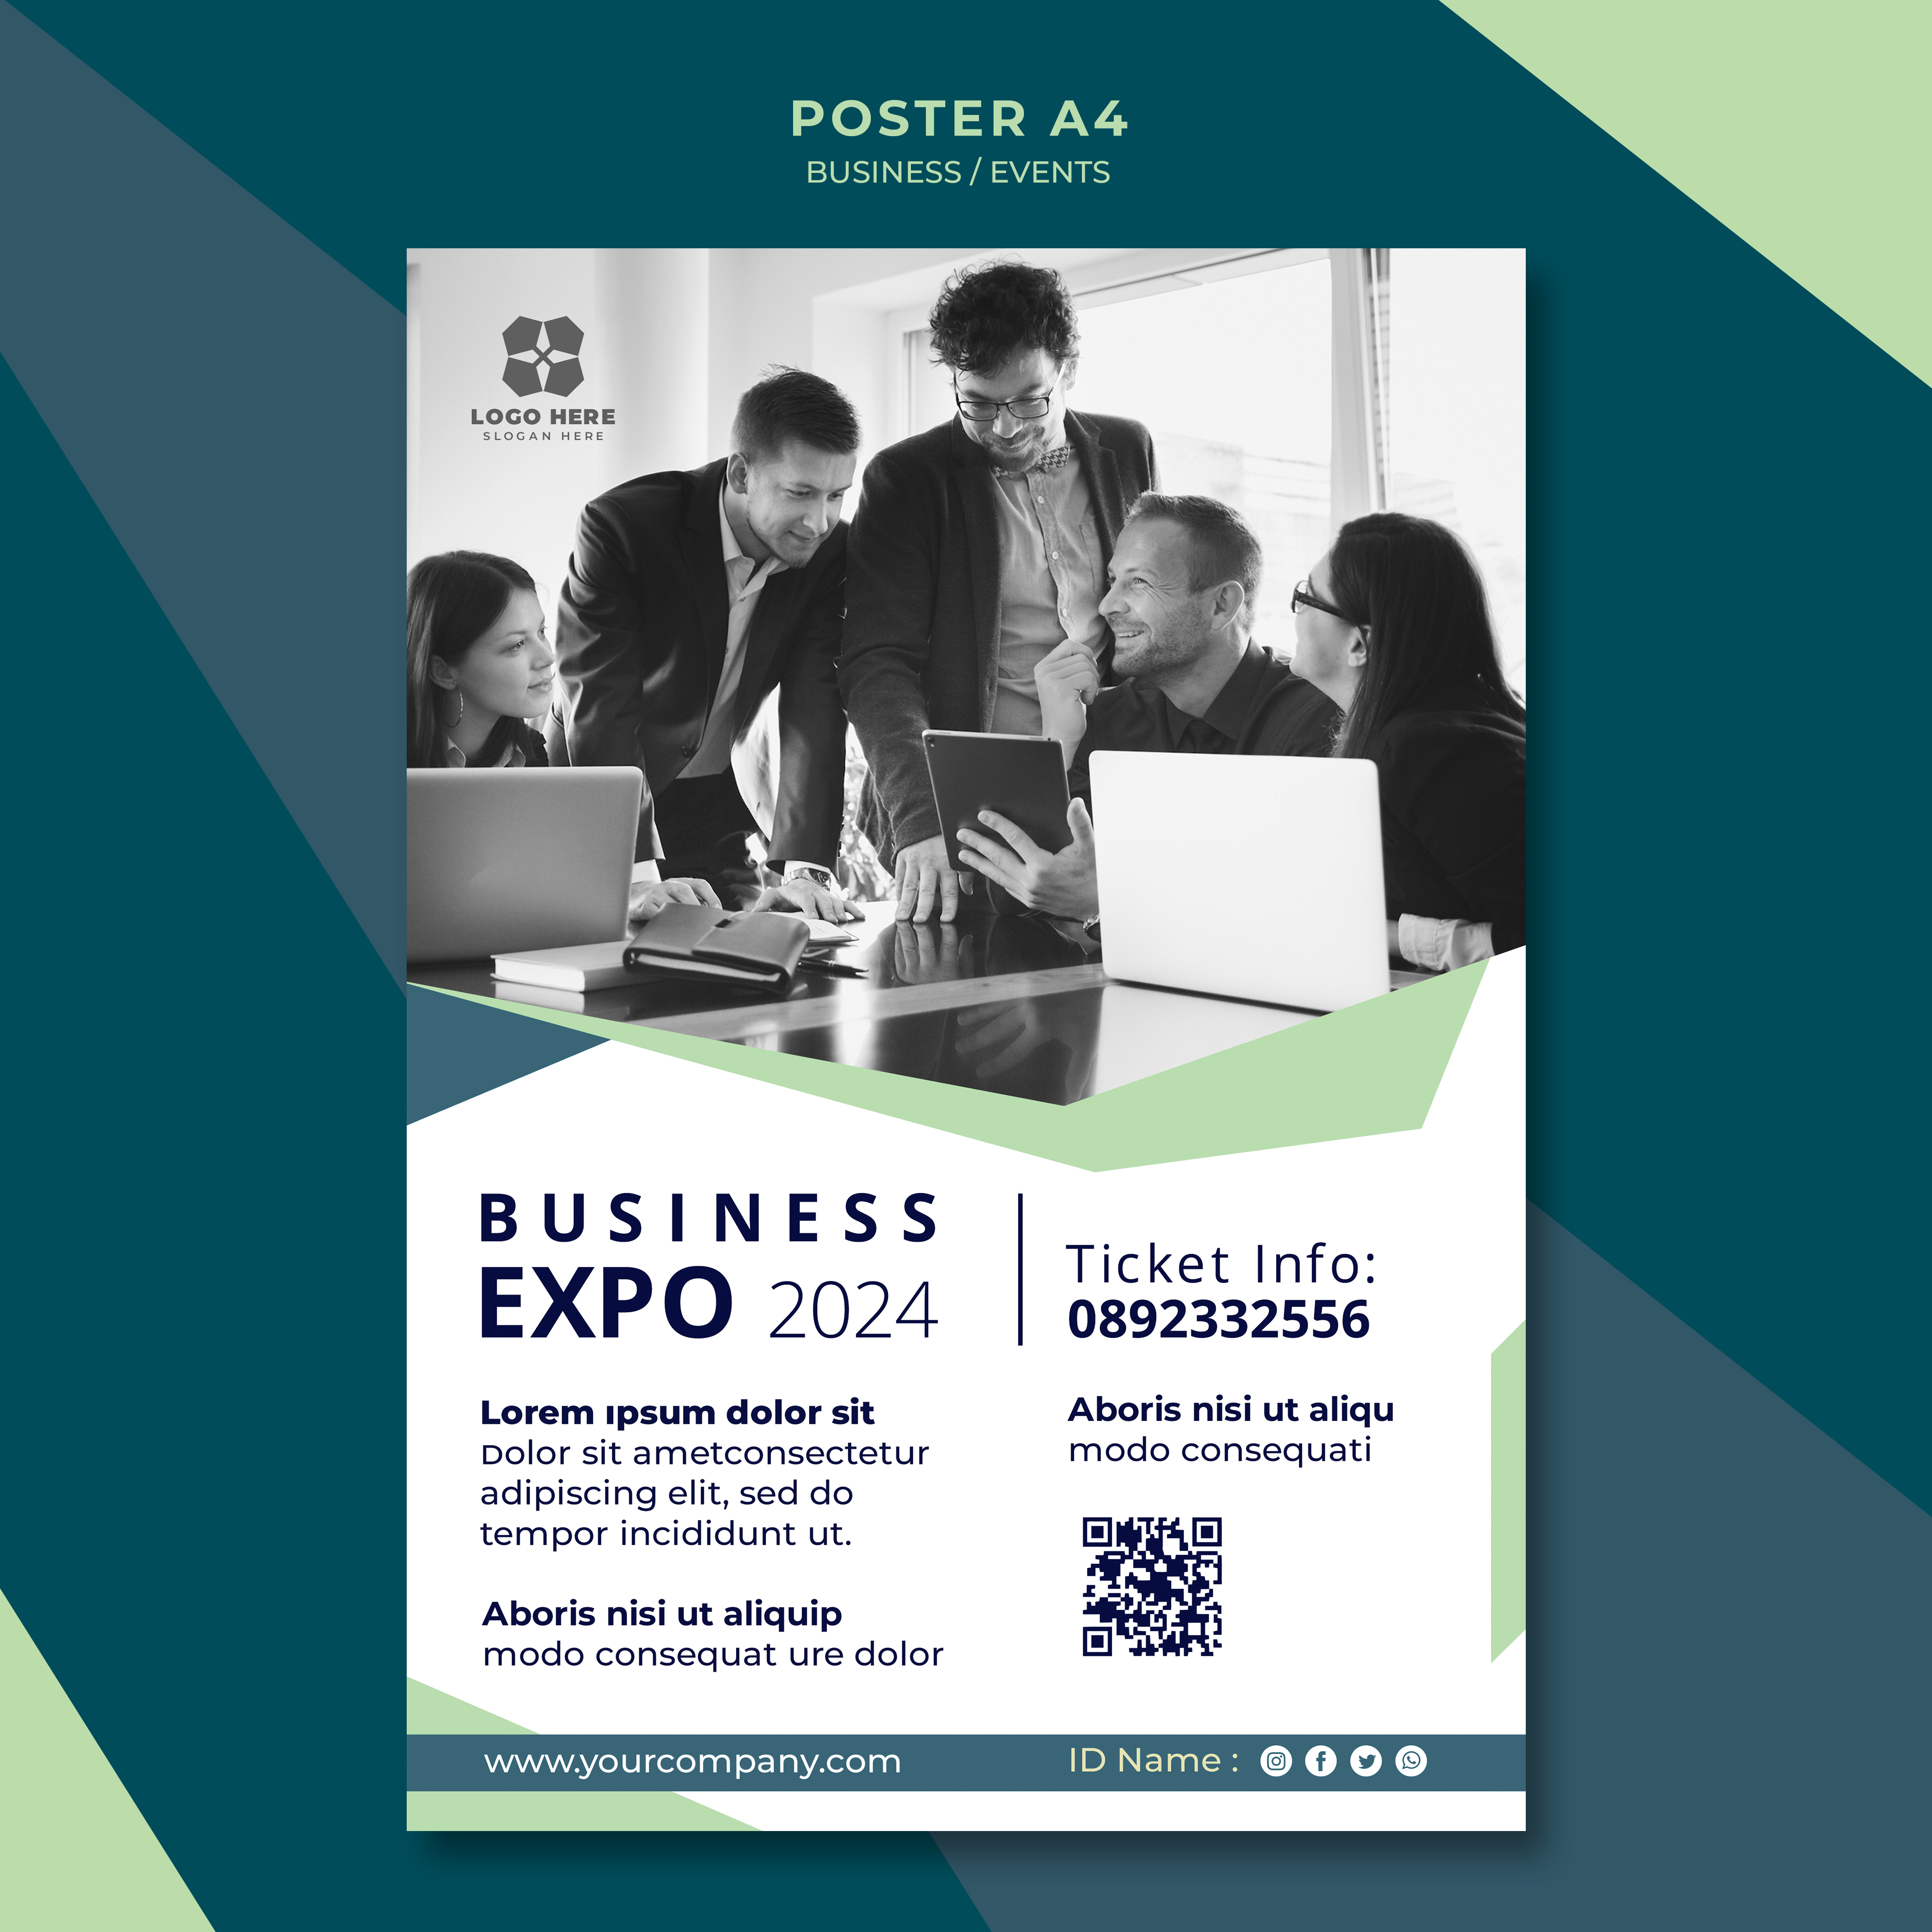 POSTER A4
BUSINESS / EVENTS
LOGO HERE
SLOGAN HERE
BUSINESS
EXPO 2024
Ticket Info:
0892332556
Lorem ıpsum dolor sit
Dolor sit ametconsectetur
adipiscing elit, sed do
tempor incididunt ut.
Aboris nisi ut aliquip
modo consequat ure dolor
Aboris nisi ut aliqu
modo consequati
www.yourcompany.com
ID Name :